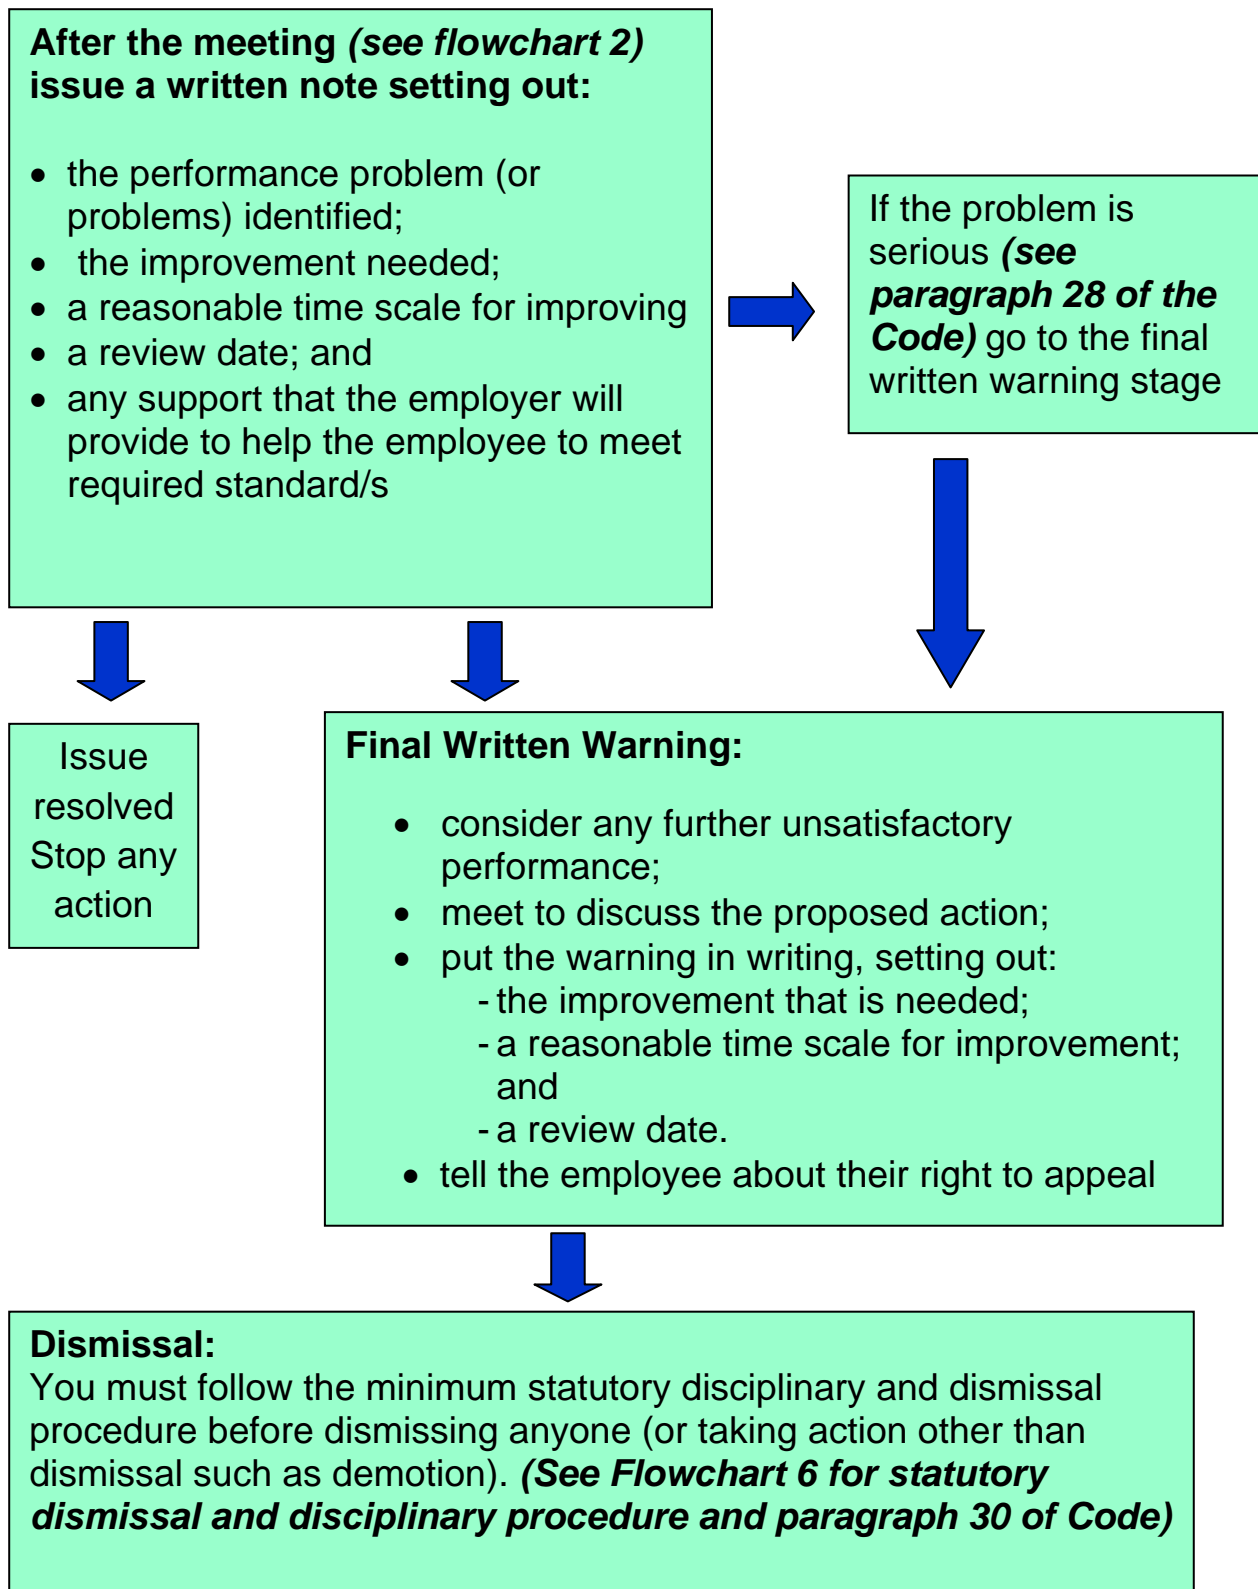 After the meeting (see flowchart 2)
issue a written note setting out:
• the performance problem (or
problems) identified;
• the improvement needed;
• a reasonable time scale for improving
• a review date; and
• any support that the employer will
provide to help the employee to meet
required standard/s
If the problem is
serious (see
paragraph 28 of the
Code) go to the final
written warning stage
Issue
resolved
Stop any
action
Final Written Warning:
• consider any further unsatisfactory
performance;
• meet to discuss the proposed action;
• put the warning in writing, setting out:
- the improvement that is needed;
- a reasonable time scale for improvement;
and
- a review date.
• tell the employee about their right to appeal
Dismissal:
You must follow the minimum statutory disciplinary and dismissal
procedure before dismissing anyone (or taking action other than
dismissal such as demotion). (See Flowchart 6 for statutory
dismissal and disciplinary procedure and paragraph 30 of Code)